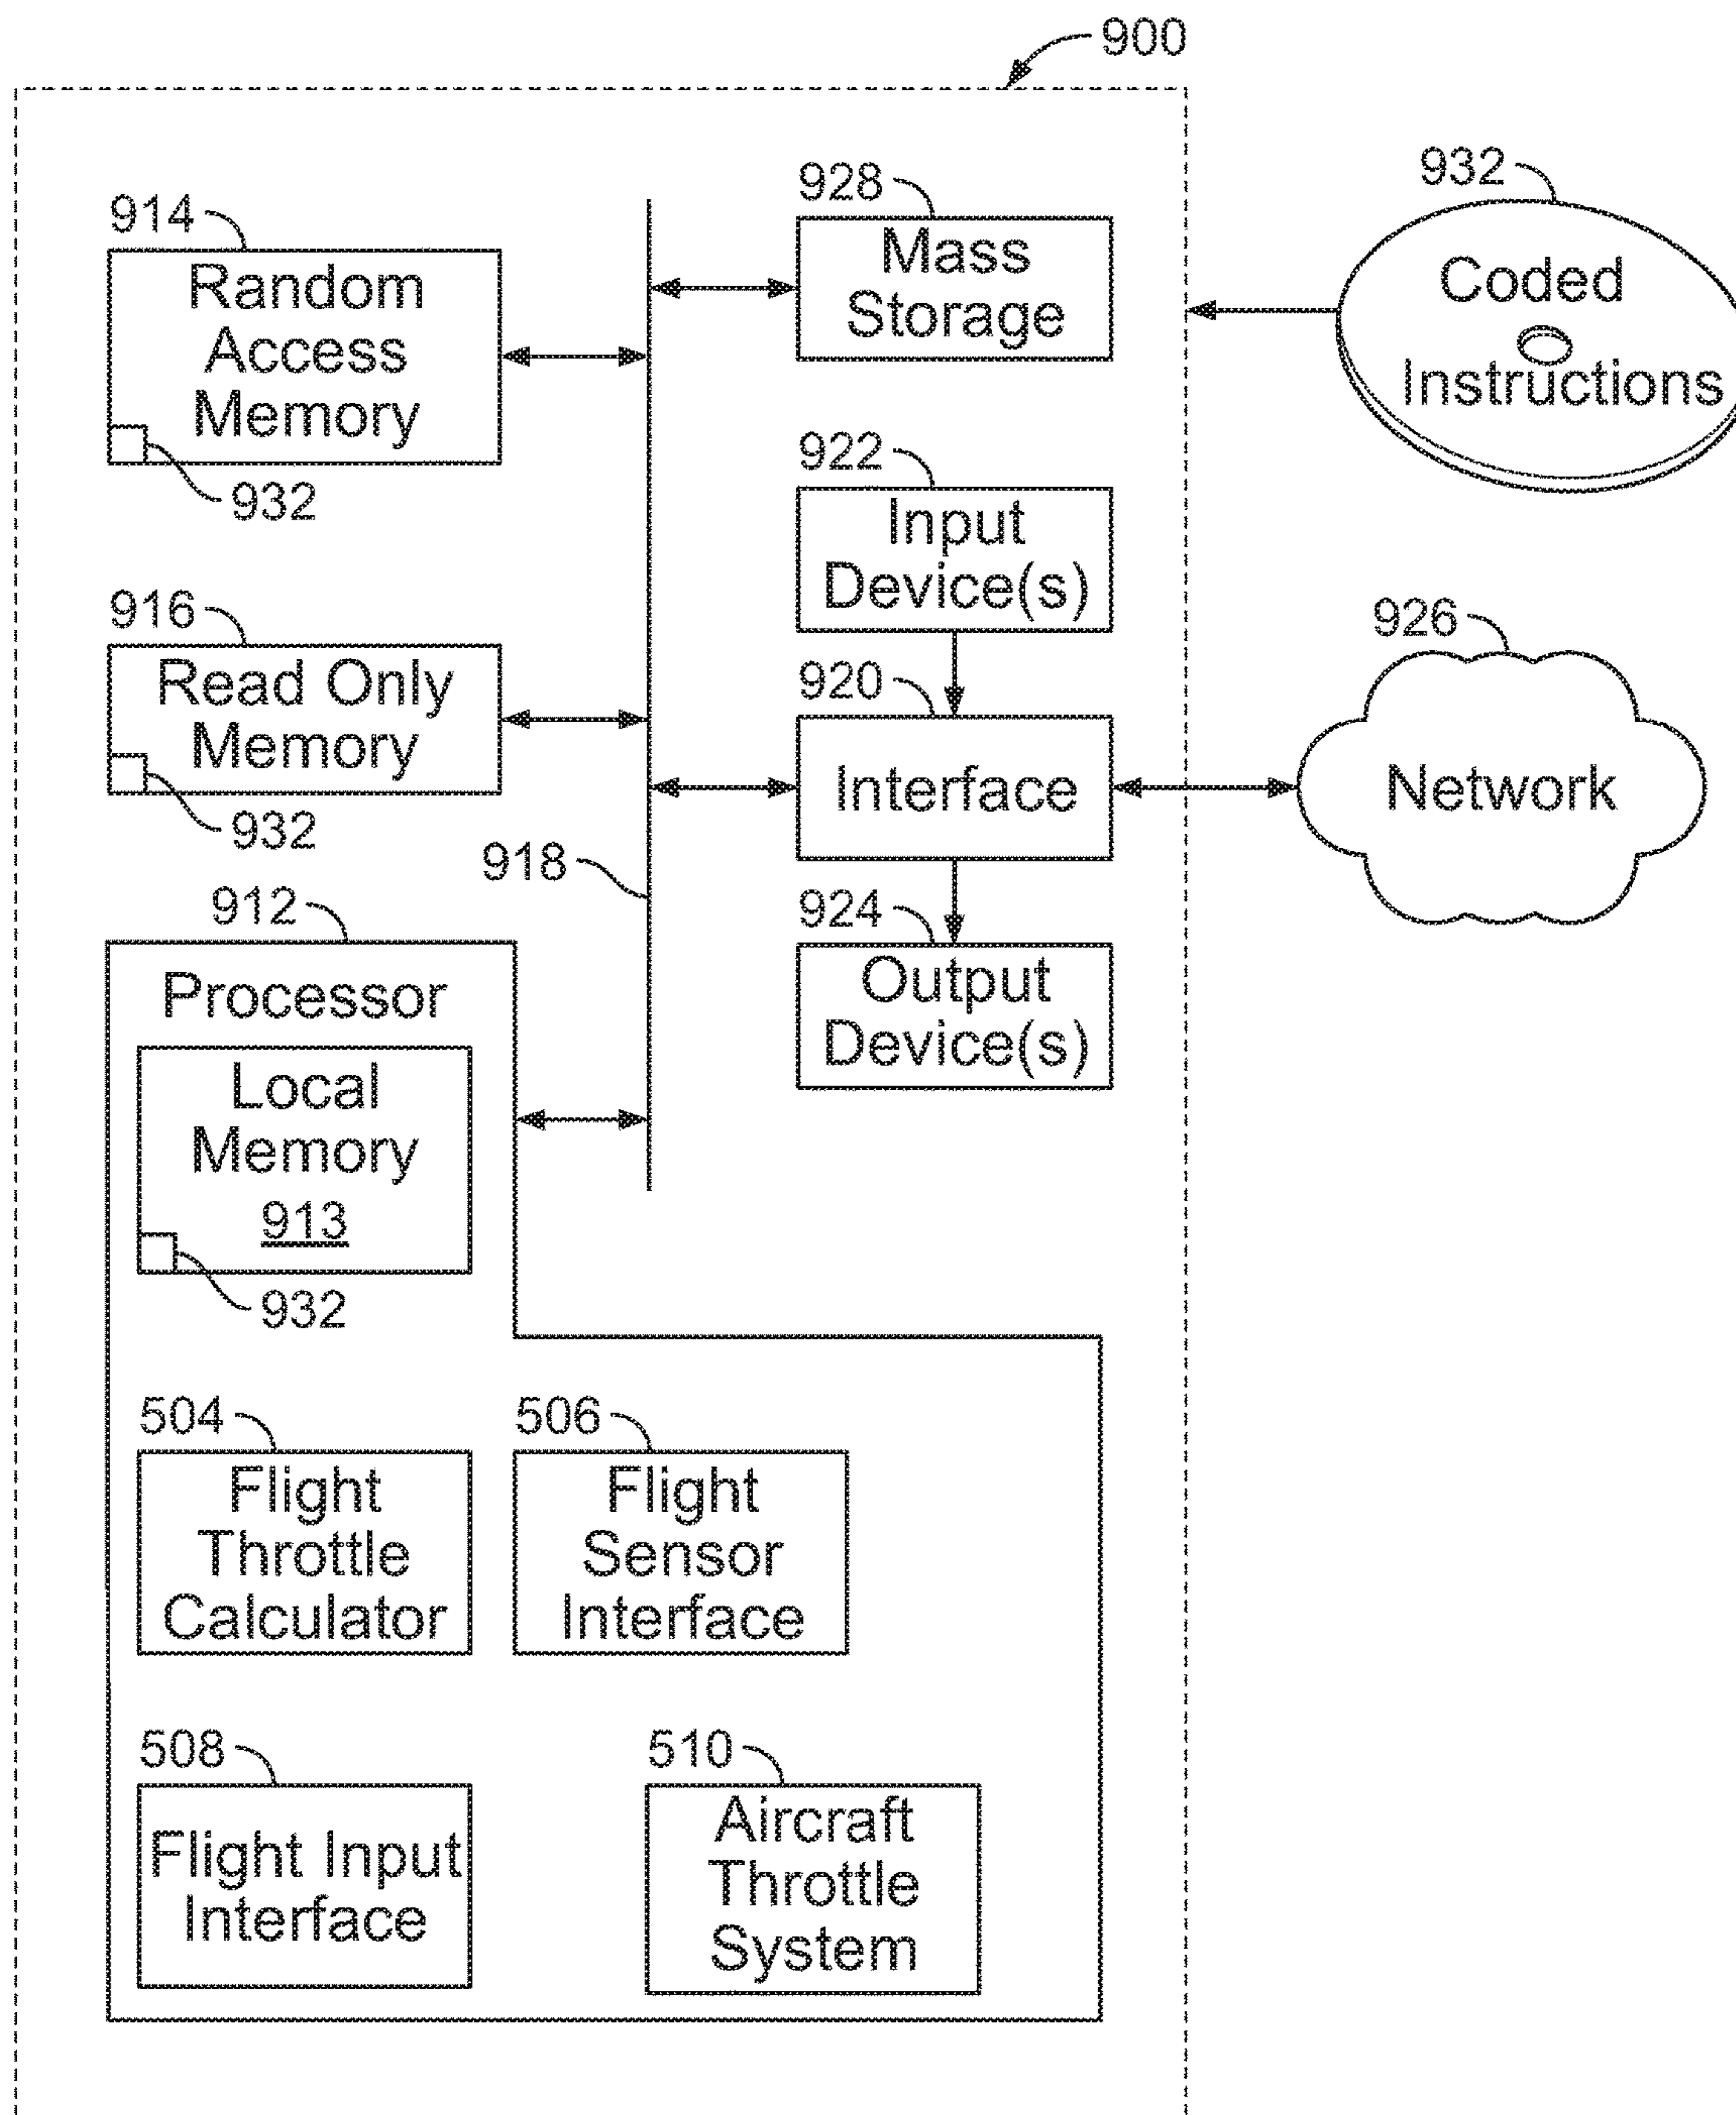 900
914
Random
Access
Memory
932
928
Mass
Storage
932
Coded
Instructions
922
Input
Device(s)
916
Read Only
Memory
932
920
Interface
926
Network
918
924
Output
Device(s)
912
Processor
Local
Memory
913
932
504
Flight
Throttle
Calculator
506
Flight
Sensor
Interface
508
Flight Input
Interface
510
Aircraft
Throttle
System